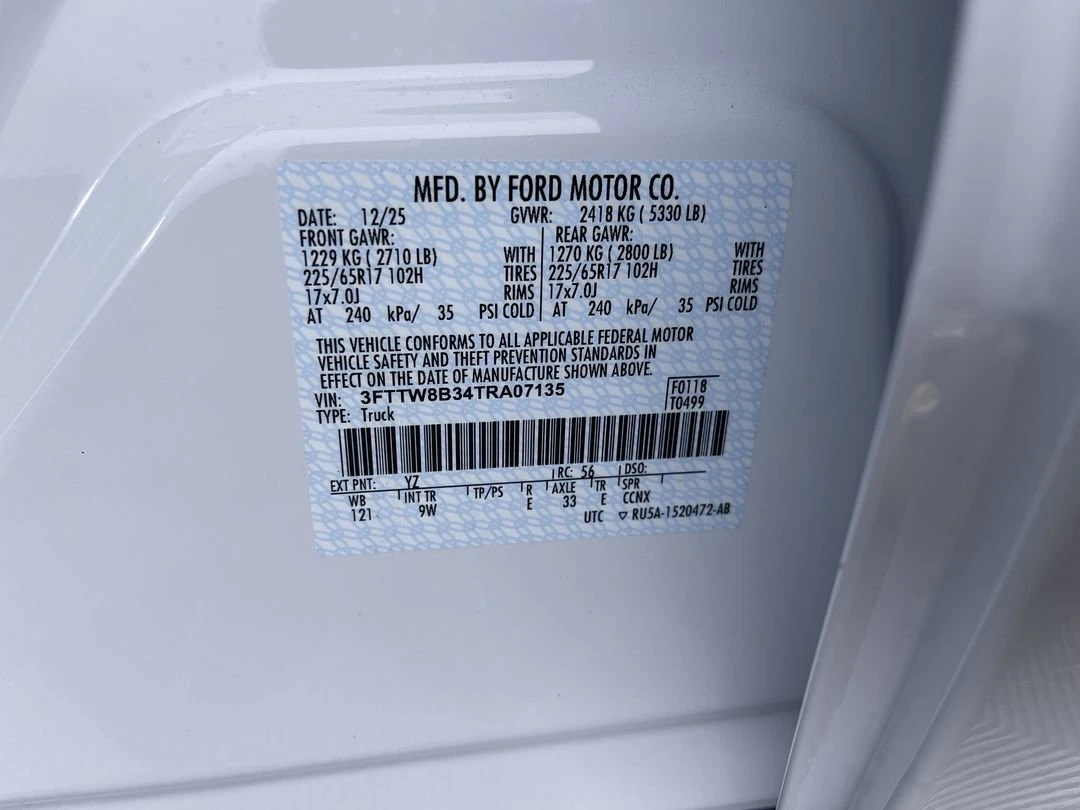 MFD. BY FORD MOTOR CO.
DATE: 12/25 GVWR: 2418 KG ( 5330 LB)
FRONT GAWR: REAR GAWR:
1229 KG ( 2710 LB) WITH 1270 KG ( 2800 LB) WITH
225/65R17 102H TIRES 225/65R17 102H TIRES
17x7.0J RIMS 17x7.0J RIMS
AT 240 kPa/ 35 PSI COLD AT 240 kPa/ 35 PSI COLD
THIS VEHICLE CONFORMS TO ALL APPLICABLE FEDERAL MOTOR
VEHICLE SAFETY AND THEFT PREVENTION STANDARDS IN
EFFECT ON THE DATE OF MANUFACTURE SHOWN ABOVE.
VIN: 3FTTW8B34TRA07135 F0118
TYPE: Truck T0499
EXT PNT: YZ RC: 56 DSO:
WB INT TR TP/PS R AXLE TR SPR
121 9W E 33 E CCNX
UTC ▽ RU5A-1520472-AB